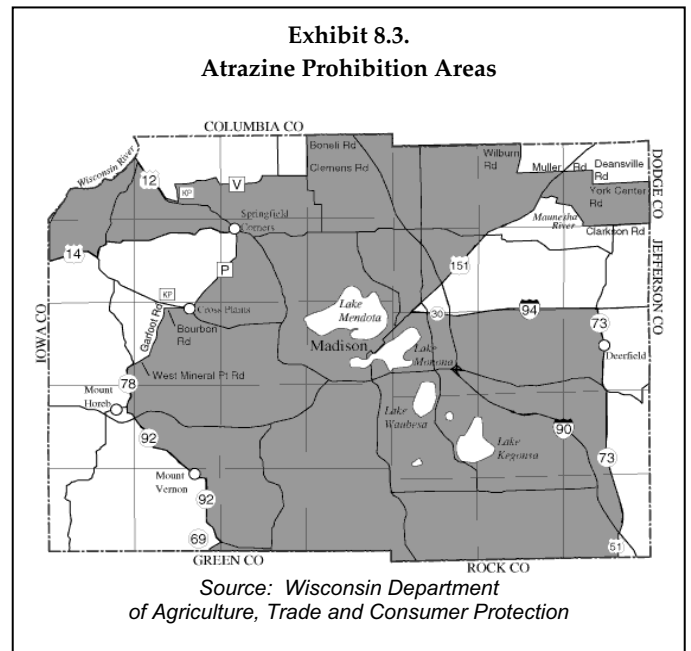 Exhibit 8.3.
Atrazine Prohibition Areas
COLUMBIA CO
Wisconsin River
12
KP
V
Boneli Rd
Clemens Rd
Wilburn
Rd
Muller Rd
Deansville
Rd
York Center
Rd
DODGE CO
Springfield
Corners
Maunesha
River
Clarkson Rd
14
P
151
JEFFERSON CO
KP
Cross Plains
Garfoot Rd
Bourbon
Rd
Lake
Mendota
30
94
73
IOWA CO
Madison
Lake
Monona
Deerfield
West Mineral Pt Rd
78
Mount
Horeb
Lake
Waubesa
92
90
Lake
Kegonsa
73
Mount
Vernon
92
69
51
GREEN CO
ROCK CO
Source: Wisconsin Department
of Agriculture, Trade and Consumer Protection